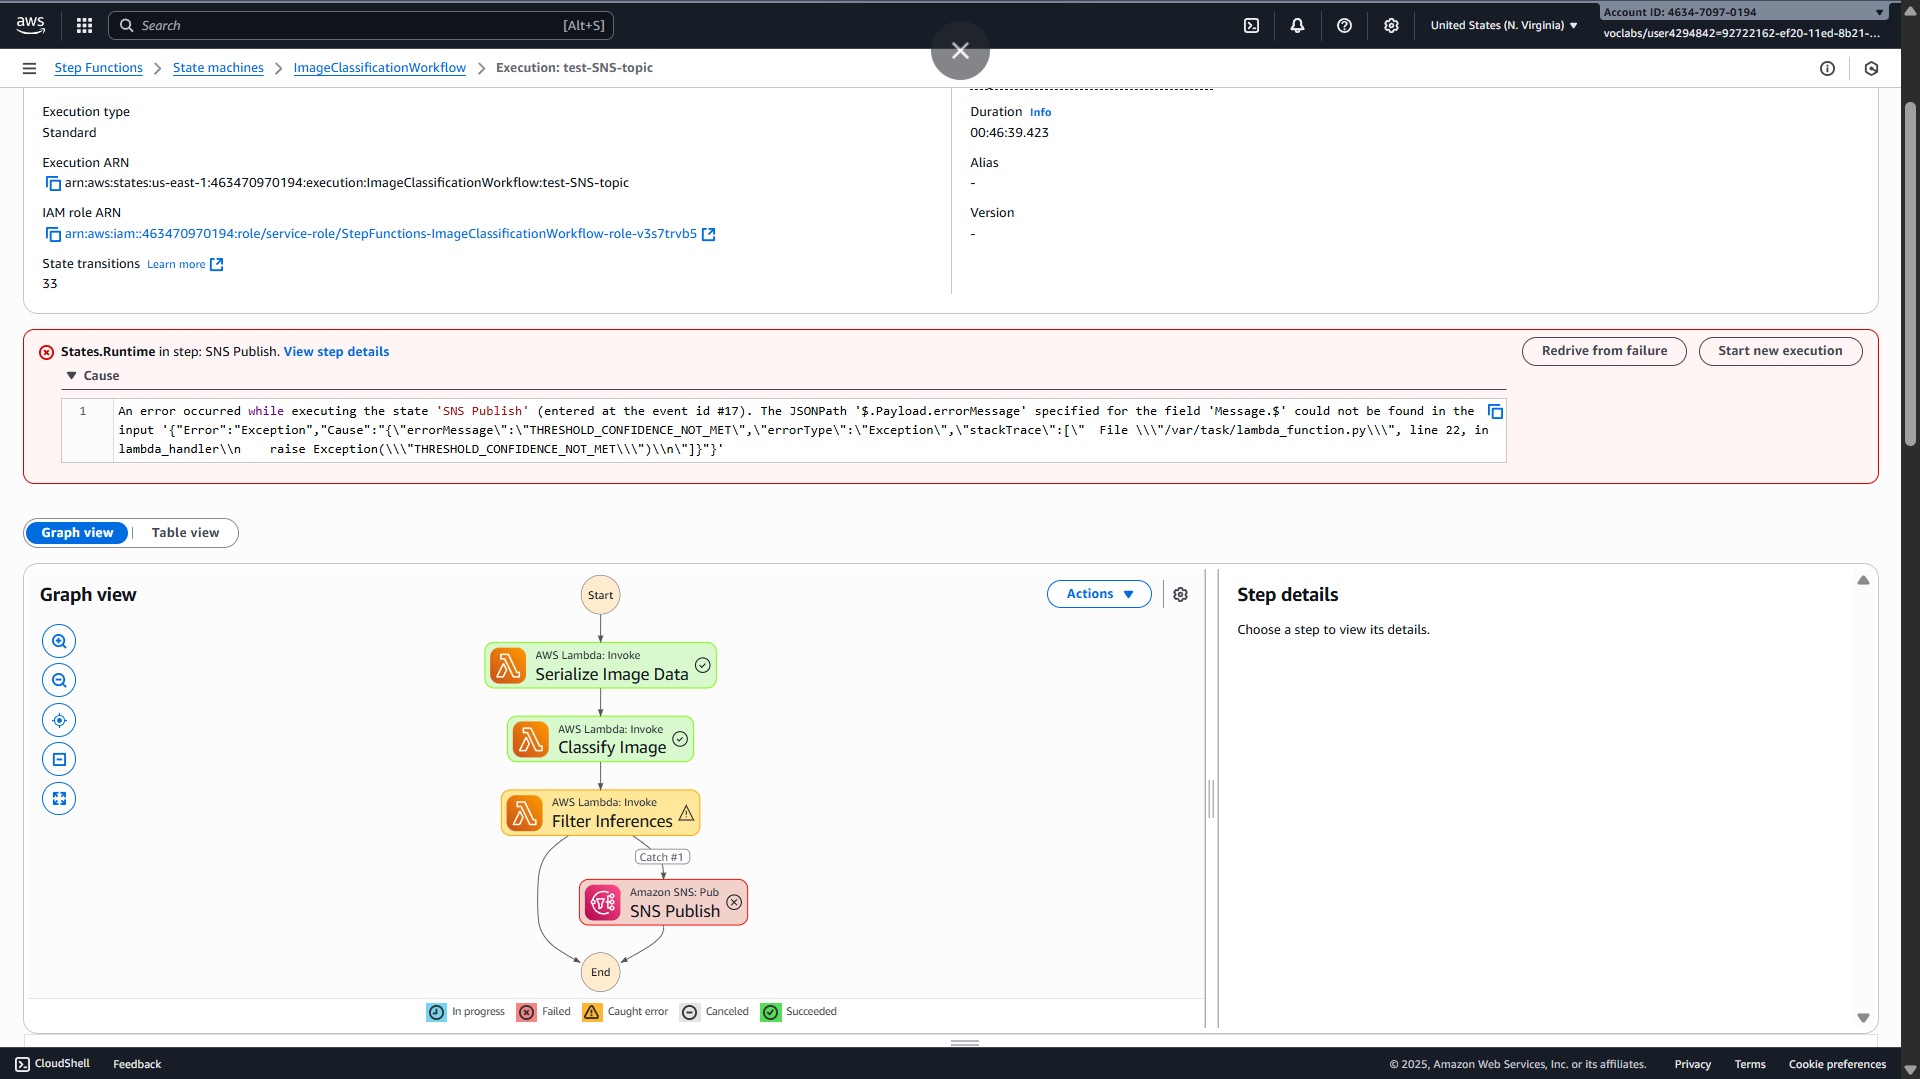 aws
Search [Alt+S]
United States (N. Virginia)
Account ID: 4634-7097-0194
voclabs/user4294842=92722162-ef20-11ed-8b21-...
Step Functions > State machines > ImageClassificationWorkflow > Execution: test-SNS-topic
Execution type
Standard
Execution ARN
arn:aws:states:us-east-1:463470970194:execution:ImageClassificationWorkflow:test-SNS-topic
IAM role ARN
arn:aws:iam::463470970194:role/service-role/StepFunctions-ImageClassificationWorkflow-role-v3s7trvb5
State transitions Learn more
33
Duration Info
00:46:39.423
Alias
-
Version
-
States.Runtime in step: SNS Publish. View step details
Redrive from failure
Start new execution
Cause
1 An error occurred while executing the state 'SNS Publish' (entered at the event id #17). The JSONPath '$.Payload.errorMessage' specified for the field 'Message.$' could not be found in the
input '{"Error":"Exception","Cause":"{\"errorMessage\":\"THRESHOLD_CONFIDENCE_NOT_MET\",\"errorType\":\"Exception\",\"stackTrace\":[\"  File \\\"/var/task/lambda_function.py\\\", line 22, in
lambda_handler\\n    raise Exception(\\\"THRESHOLD_CONFIDENCE_NOT_MET\\\")\\n\"]}"}'
Graph view
Table view
Graph view
Actions
Start
AWS Lambda: Invoke
Serialize Image Data
AWS Lambda: Invoke
Classify Image
AWS Lambda: Invoke
Filter Inferences
Catch #1
Amazon SNS: Pub
SNS Publish
End
In progress Failed Caught error Canceled Succeeded
Step details
Choose a step to view its details.
CloudShell Feedback
© 2025, Amazon Web Services, Inc. or its affiliates. Privacy Terms Cookie preferences